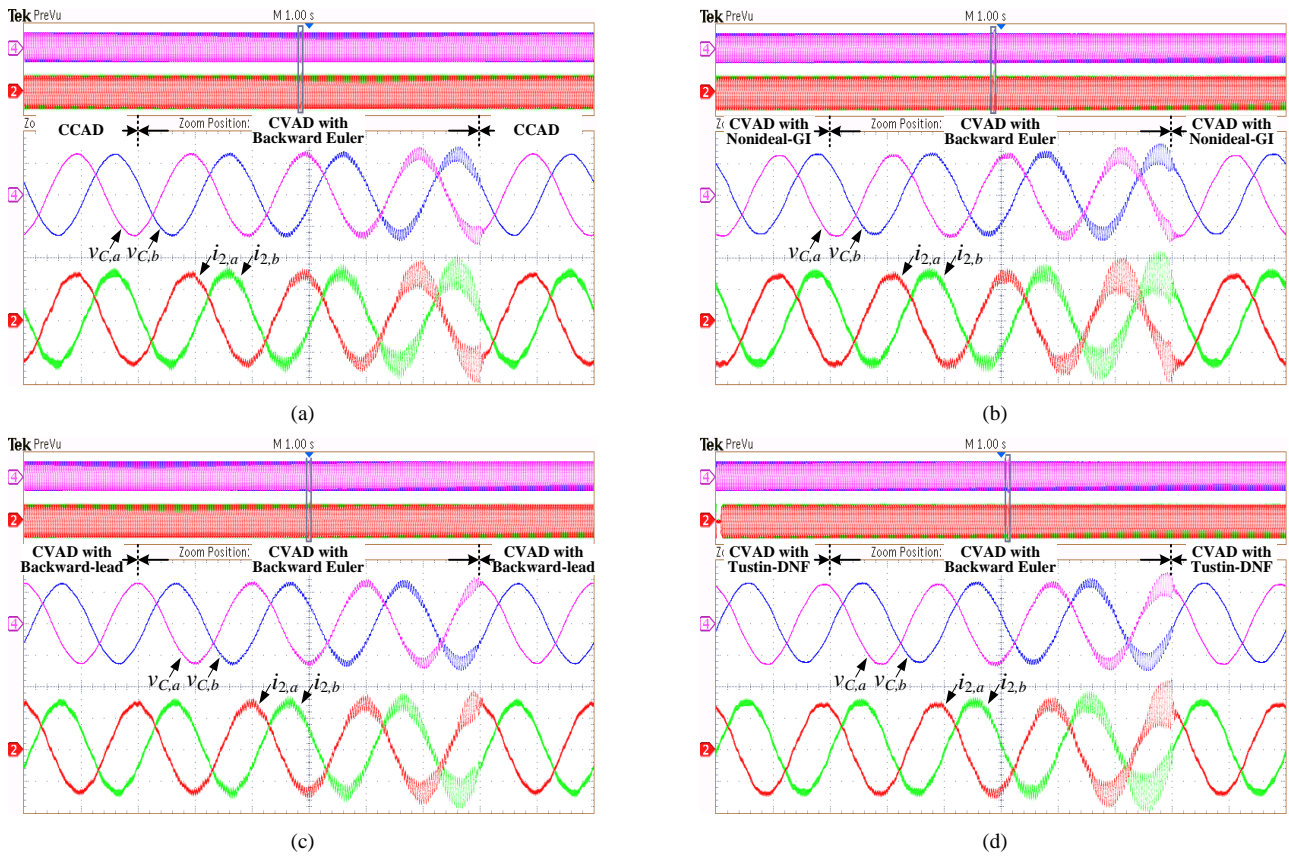 Tek PreVu
M 1.00 s
4
2
Zo
Zoom Position:
CCAD
CVAD with
Backward Euler
CCAD
4
vC,a vC,b
i2,a i2,b
2
(a)
Tek PreVu
M 1.00 s
4
2
Zo
Zoom Position:
CVAD with
Nonideal-GI
CVAD with
Backward Euler
CVAD with
Nonideal-GI
4
vC,a vC,b
i2,a i2,b
2
(b)
Tek PreVu
M 1.00 s
4
2
Zoom Position:
CVAD with
Backward-lead
CVAD with
Backward Euler
CVAD with
Backward-lead
4
vC,a vC,b
i2,a i2,b
2
(c)
Tek PreVu
M 1.00 s
4
2
Zo
Zoom Position:
CVAD with
Tustin-DNF
CVAD with
Backward Euler
CVAD with
Tustin-DNF
4
vC,a vC,b
i2,a i2,b
2
(d)